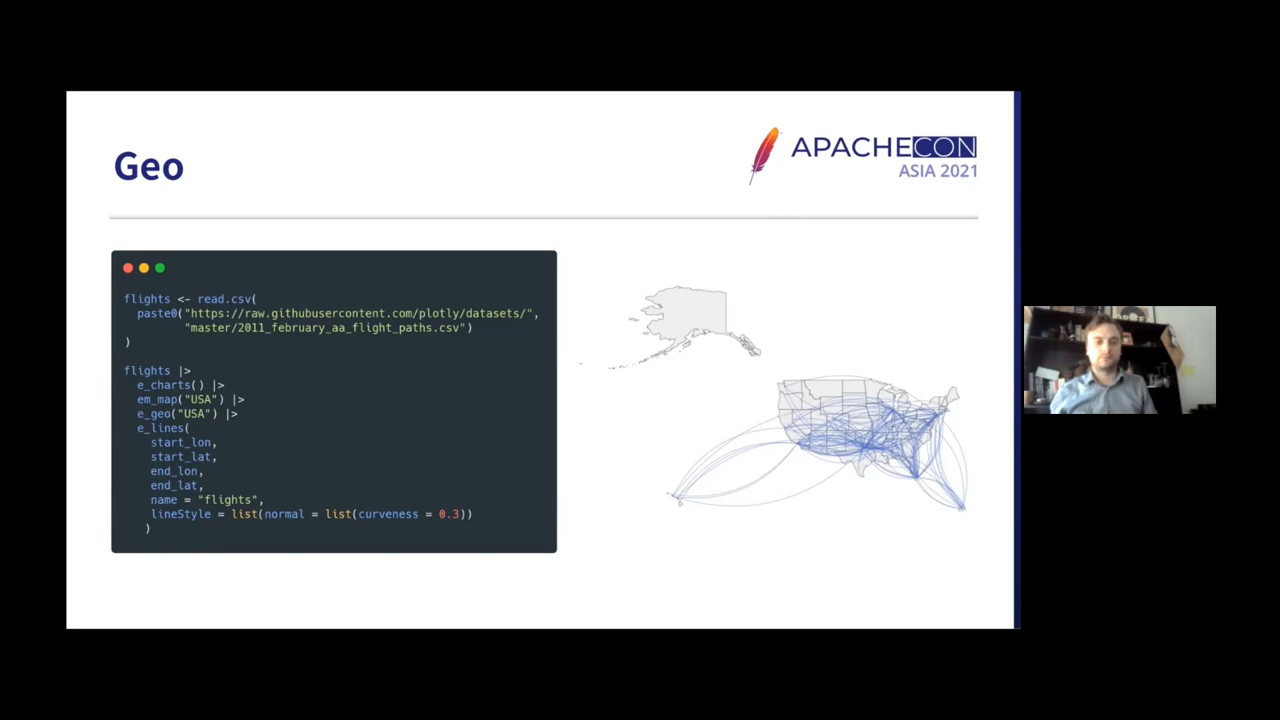 Geo
APACHECON
ASIA 2021
flights <- read.csv(
paste0("https://raw.githubusercontent.com/plotly/datasets/",
"master/2011_february_aa_flight_paths.csv")
)
flights |>
e_charts() |>
em_map("USA") |>
e_geo("USA") |>
e_lines(
start_lon,
start_lat,
end_lon,
end_lat,
name = "flights",
lineStyle = list(normal = list(curveness = 0.3))
)